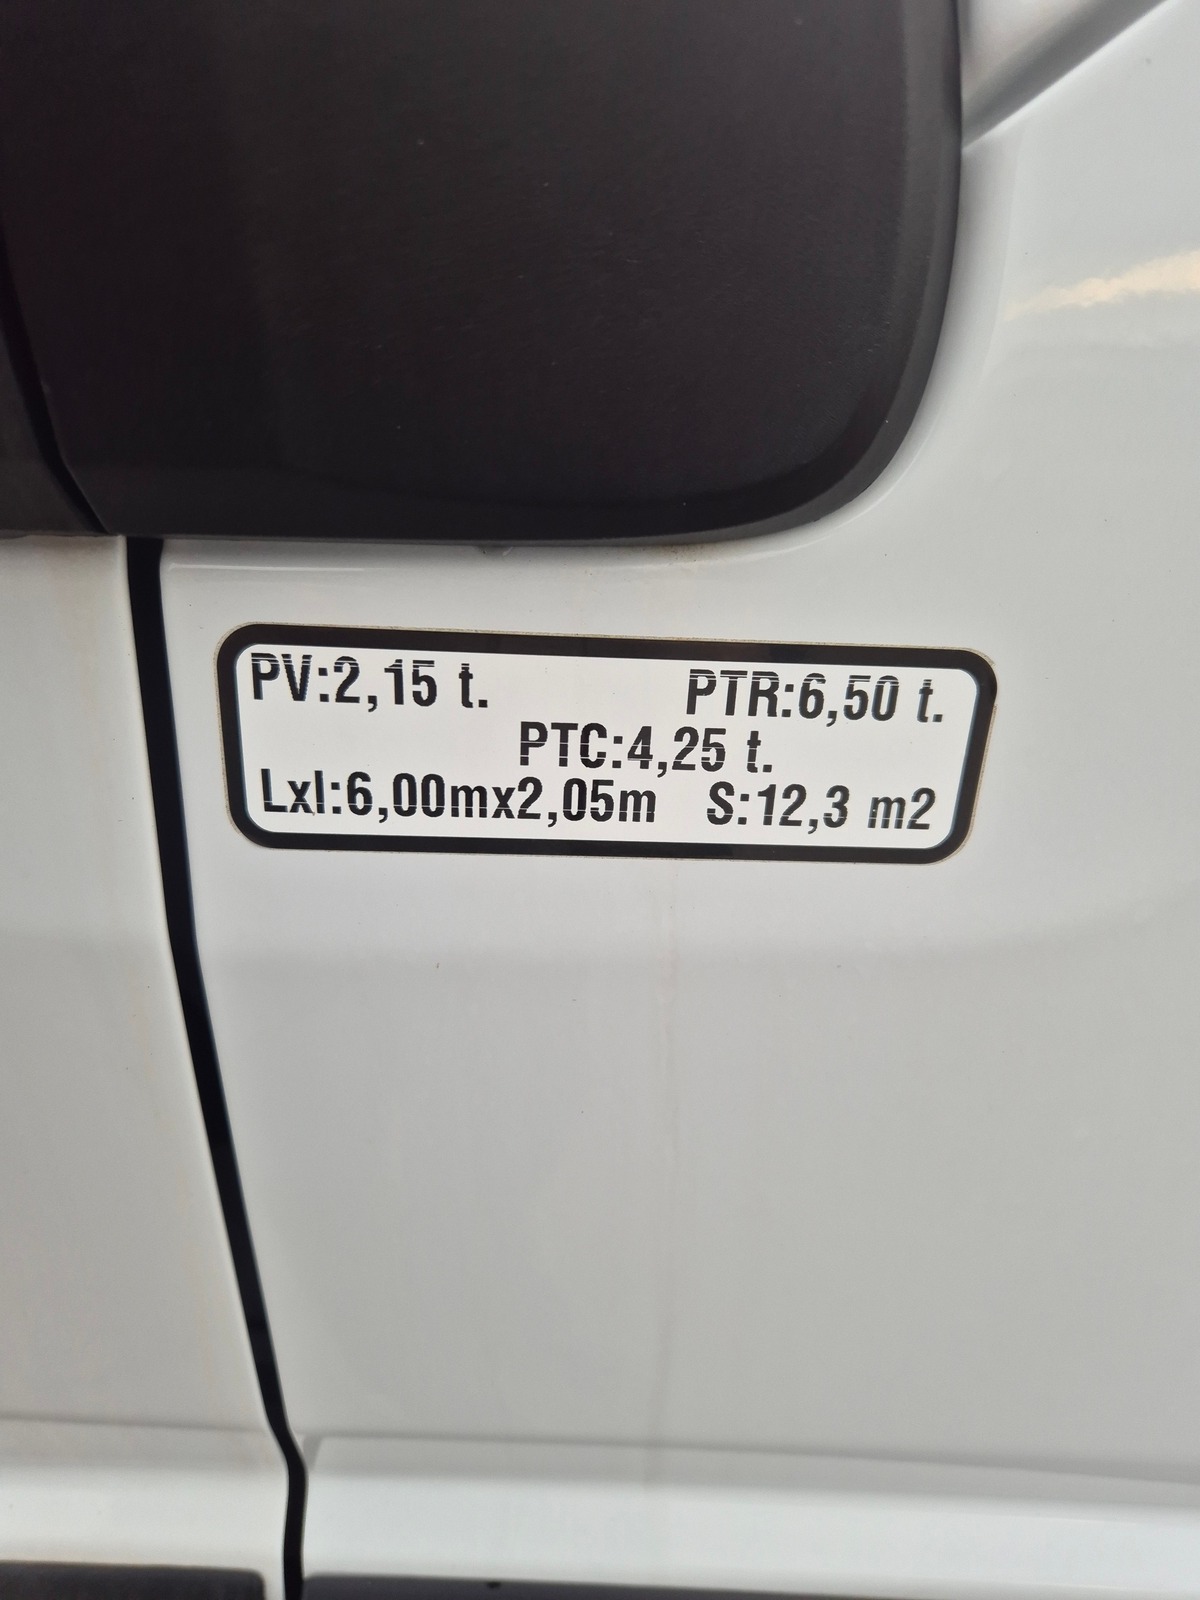 PV:2,15 t. PTR:6,50 t.
PTC:4,25 t.
Lxl:6,00mx2,05m S:12,3 m2